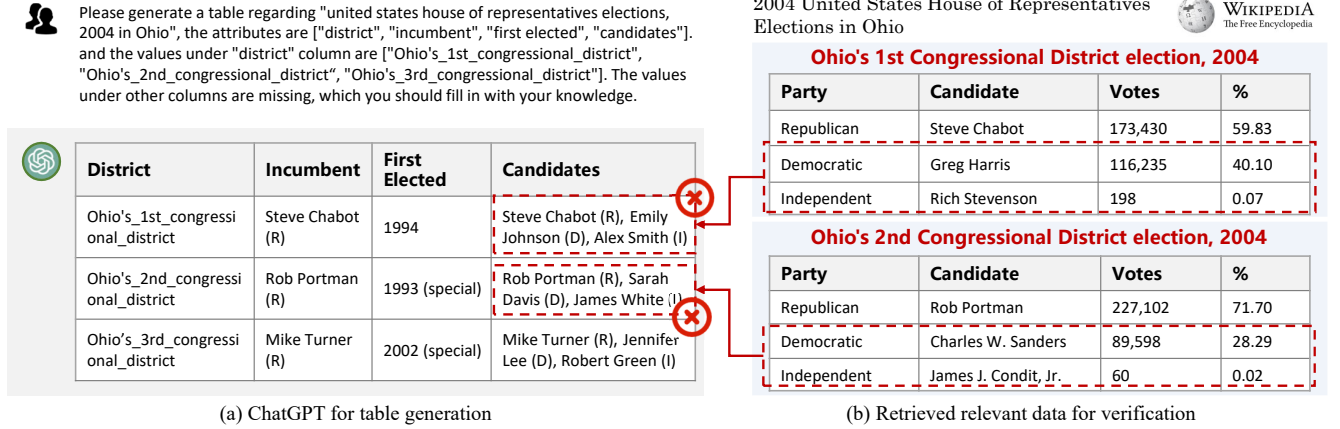 Please generate a table regarding "united states house of representatives elections,
2004 in Ohio", the attributes are ["district", "incumbent", "first elected", "candidates"].
and the values under "district" column are ["Ohio's_1st_congressional_district",
"Ohio's_2nd_congressional_district“, "Ohio's_3rd_congressional_district"]. The values
under other columns are missing, which you should fill in with your knowledge.
District Incumbent First Elected Candidates
Ohio's_1st_congressi
onal_district
Steve Chabot
(R)
1994
Steve Chabot (R), Emily
Johnson (D), Alex Smith (I)
Ohio's_2nd_congressi
onal_district
Rob Portman
(R)
1993 (special)
Rob Portman (R), Sarah
Davis (D), James White (I)
Ohio’s_3rd_congressi
onal_district
Mike Turner
(R)
2002 (special)
Mike Turner (R), Jennifer
Lee (D), Robert Green (I)
(a) ChatGPT for table generation
2004 United States House of Representatives
Elections in Ohio
WIKIPEDIA
The Free Encyclopedia
Ohio's 1st Congressional District election, 2004
Party Candidate Votes %
Republican Steve Chabot 173,430 59.83
Democratic Greg Harris 116,235 40.10
Independent Rich Stevenson 198 0.07
Ohio's 2nd Congressional District election, 2004
Party Candidate Votes %
Republican Rob Portman 227,102 71.70
Democratic Charles W. Sanders 89,598 28.29
Independent James J. Condit, Jr. 60 0.02
(b) Retrieved relevant data for verification